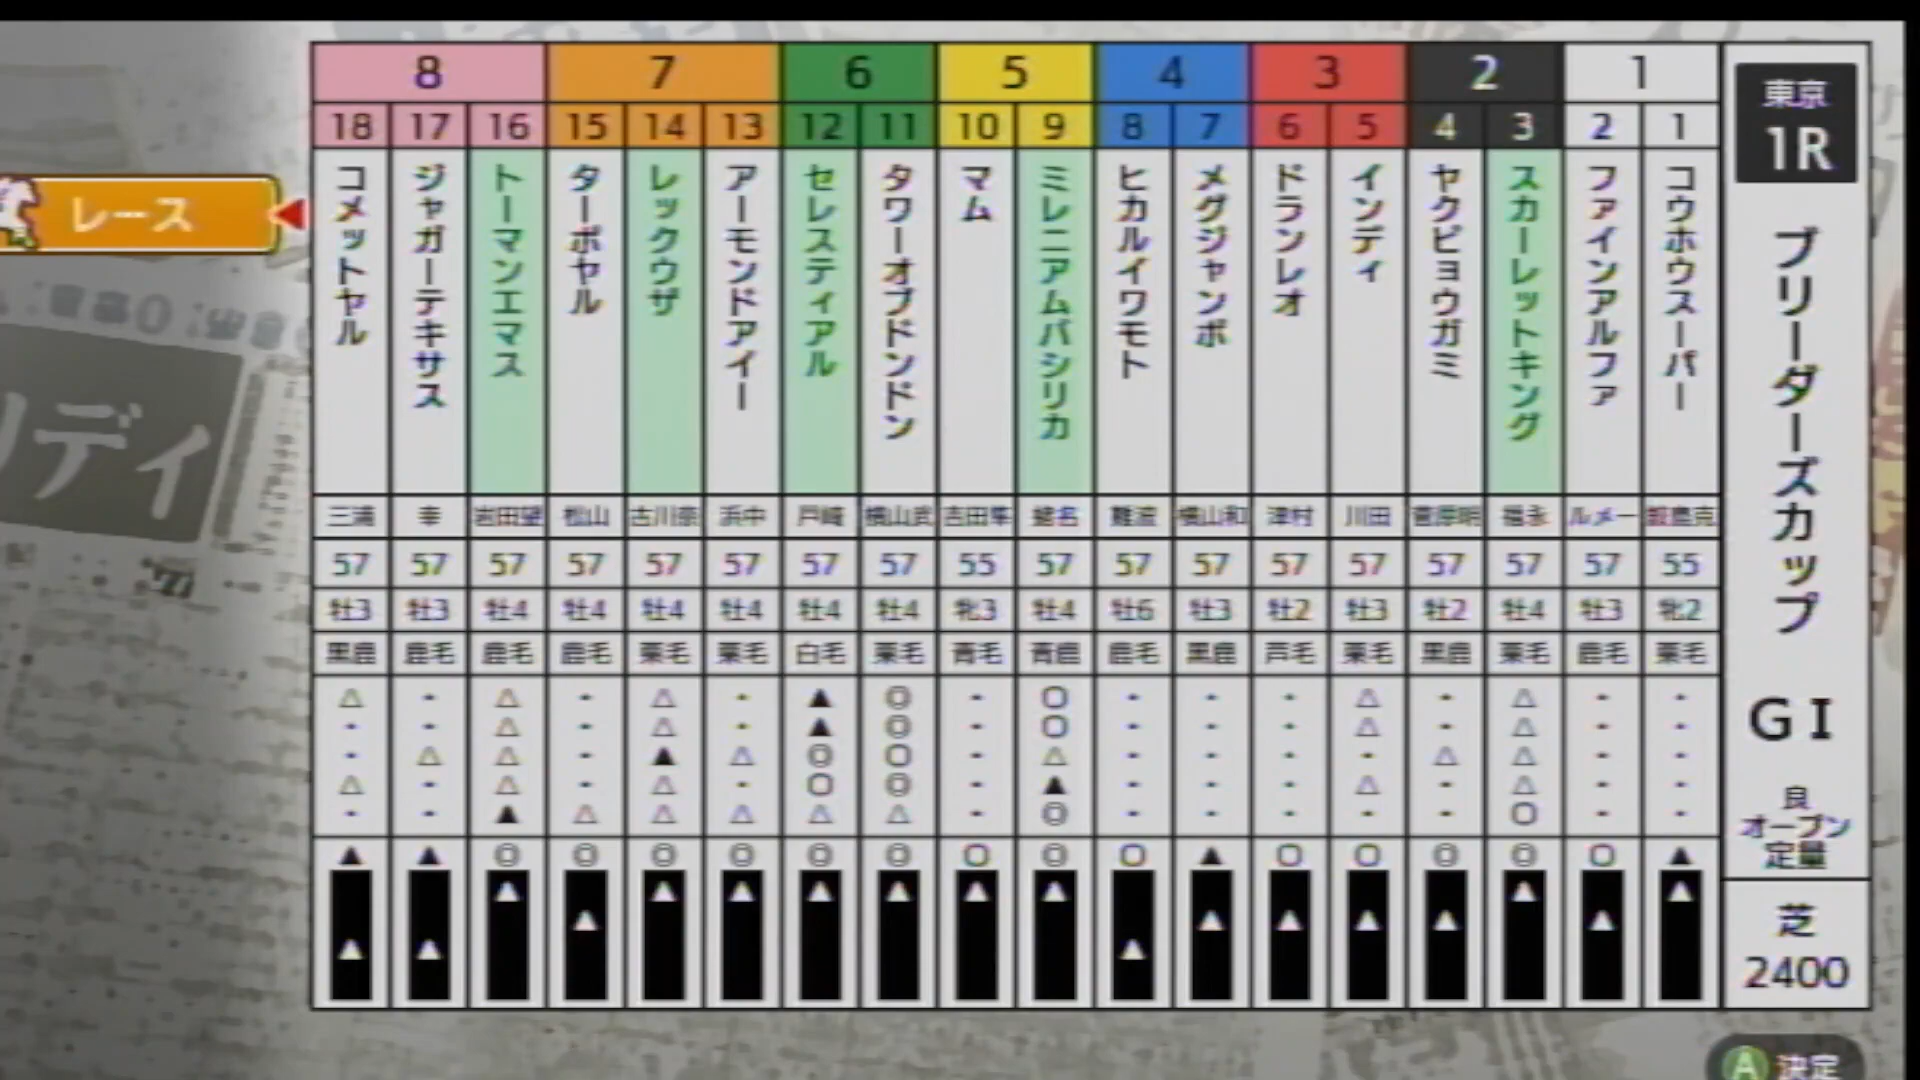 8 7 6 5 4 3 2 1
18 17 16 15 14 13 12 11 10 9 8 7 6 5 4 3 2 1
東京
1R
ブリーダーズカップ
GI
良
オープン
定量
芝
2400
コウホウスーパー
ファインアルファ
スカーレットキング
ヤクビョウガミ
インディ
ドランレオ
メグジャンボ
ヒカルイワモト
ミレニアムバシリカ
マム
タワーオブドンドン
セレスティアル
アーモンドアイー
レックウザ
ターボヤル
トーマンエマス
ジャガーテキサス
コメットヤル
三浦 幸 岩田望 松山 古川奈 浜中 戸崎 横山武 吉田隼 蛯名 難波 横山和 津村 川田 菅原明 福永 ルメー 飯島克
57 57 57 57 57 57 57 57 55 57 57 57 57 57 57 57 57 55
牡3 牡3 牡4 牡4 牡4 牡4 牡4 牡4 牝3 牡4 牡6 牡3 牡2 牡3 牡2 牡4 牡3 牝2
黒鹿 鹿毛 鹿毛 鹿毛 栗毛 栗毛 白毛 栗毛 青毛 青鹿 鹿毛 黒鹿 芦毛 栗毛 黒鹿 栗毛 鹿毛 栗毛
レース
リディ
A 決定